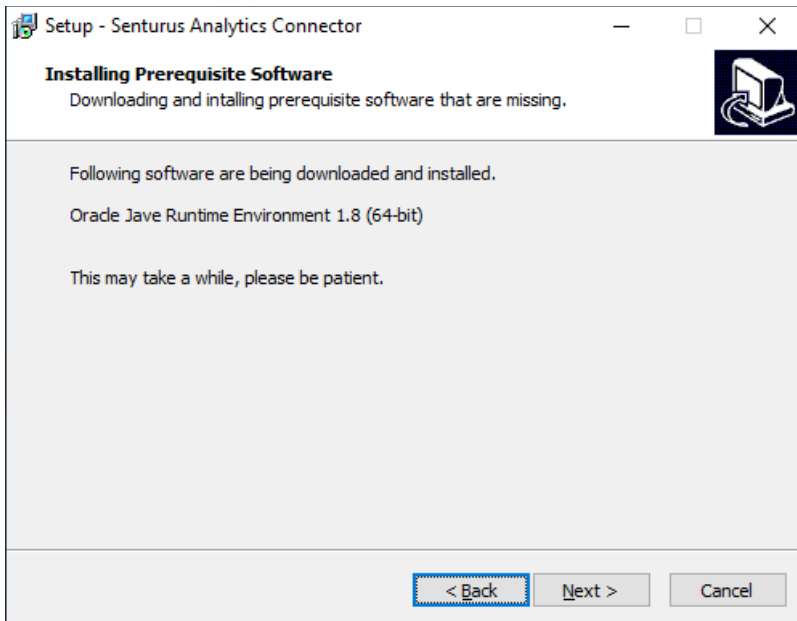 Setup - Senturus Analytics Connector
Installing Prerequisite Software
Downloading and intalling prerequisite software that are missing.
Following software are being downloaded and installed.
Oracle Jave Runtime Environment 1.8 (64-bit)
This may take a while, please be patient.
< Back Next > Cancel